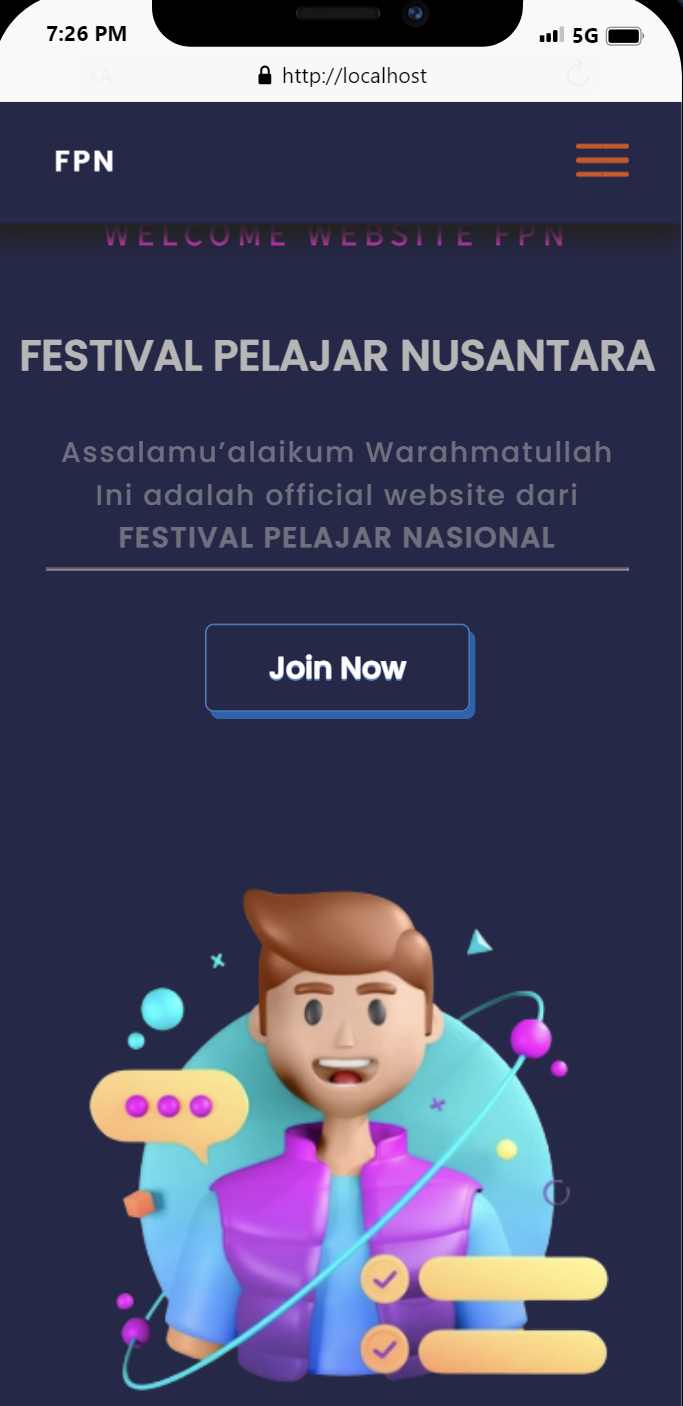 7:26 PM
5G
AA
http://localhost
FPN
WELCOME WEBSITE FPN
FESTIVAL PELAJAR NUSANTARA
Assalamu’alaikum Warahmatullah
Ini adalah official website dari
FESTIVAL PELAJAR NASIONAL
Join Now